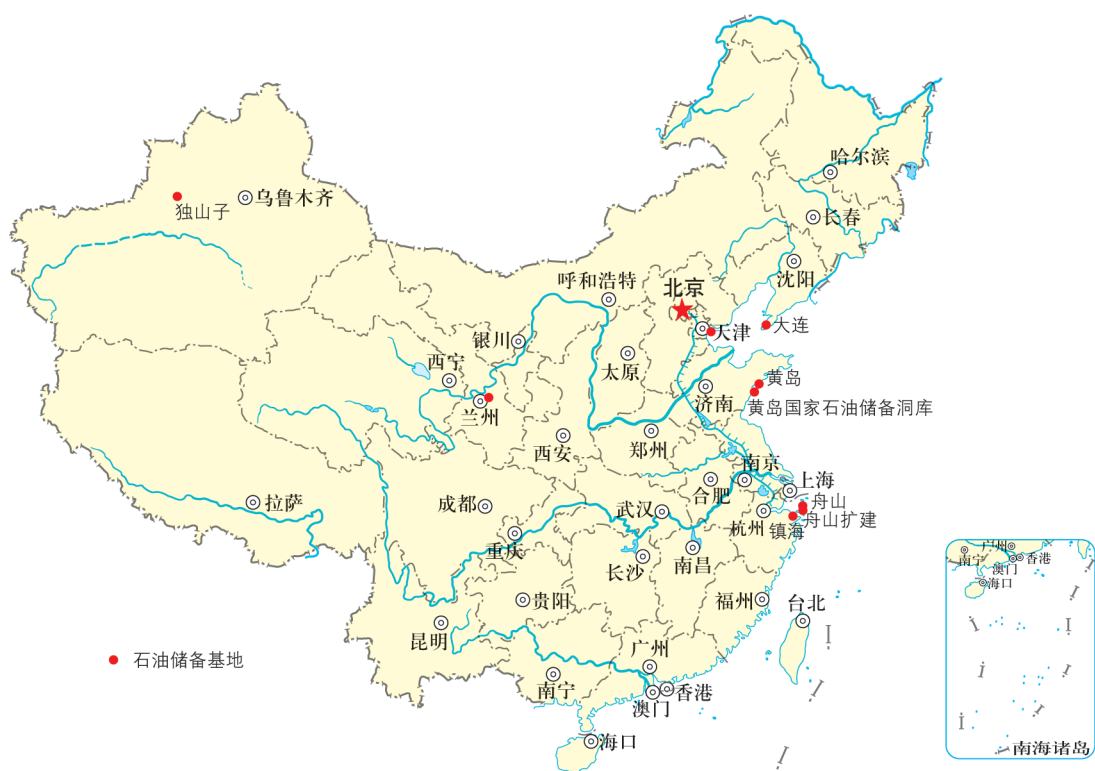 哈尔滨
乌鲁木齐
独山子
长春
沈阳
呼和浩特
北京
大连
天津
银川
西宁
太原
黄岛
济南
黄岛国家石油储备洞库
兰州
西安
郑州
南京
上海
合肥
拉萨
成都
武汉
舟山
舟山扩建
杭州
镇海
重庆
南昌
长沙
贵阳
福州
台北
昆明
广州
石油储备基地
南宁
香港
澳门
海口
广州
南宁
香港
澳门
海口
南海诸岛